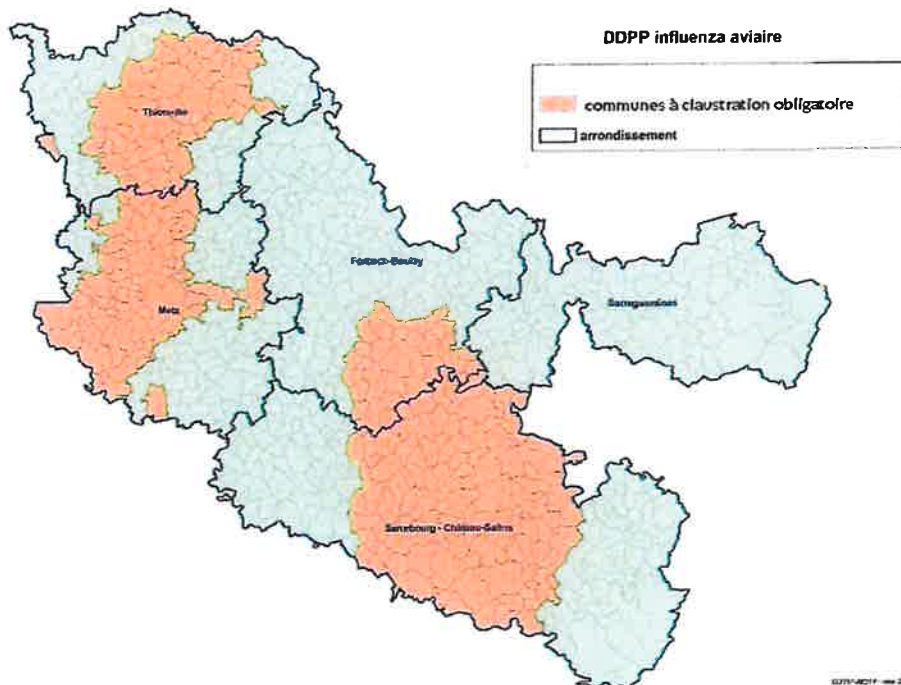 DDPP influenza aviaire
communes à claustration obligatoire
arrondissement
Thionville
Forbach-Boulay
Metz
Sarreguemines
Sarrebourg - Château-Salins